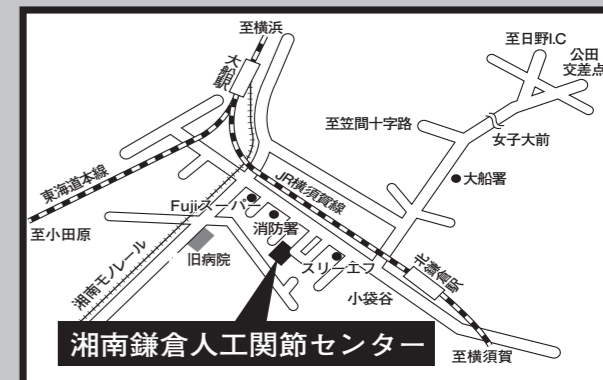 至横浜
至日野I.C
公田
交差点
大船駅
至笠間十字路
女子大前
東海道本線
JR横須賀線
大船署
Fujiスーパー
消防署
至小田原
旧病院
スリーエフ
北鎌倉駅
湘南モノレール
小袋谷
湘南鎌倉人工関節センター
至横須賀